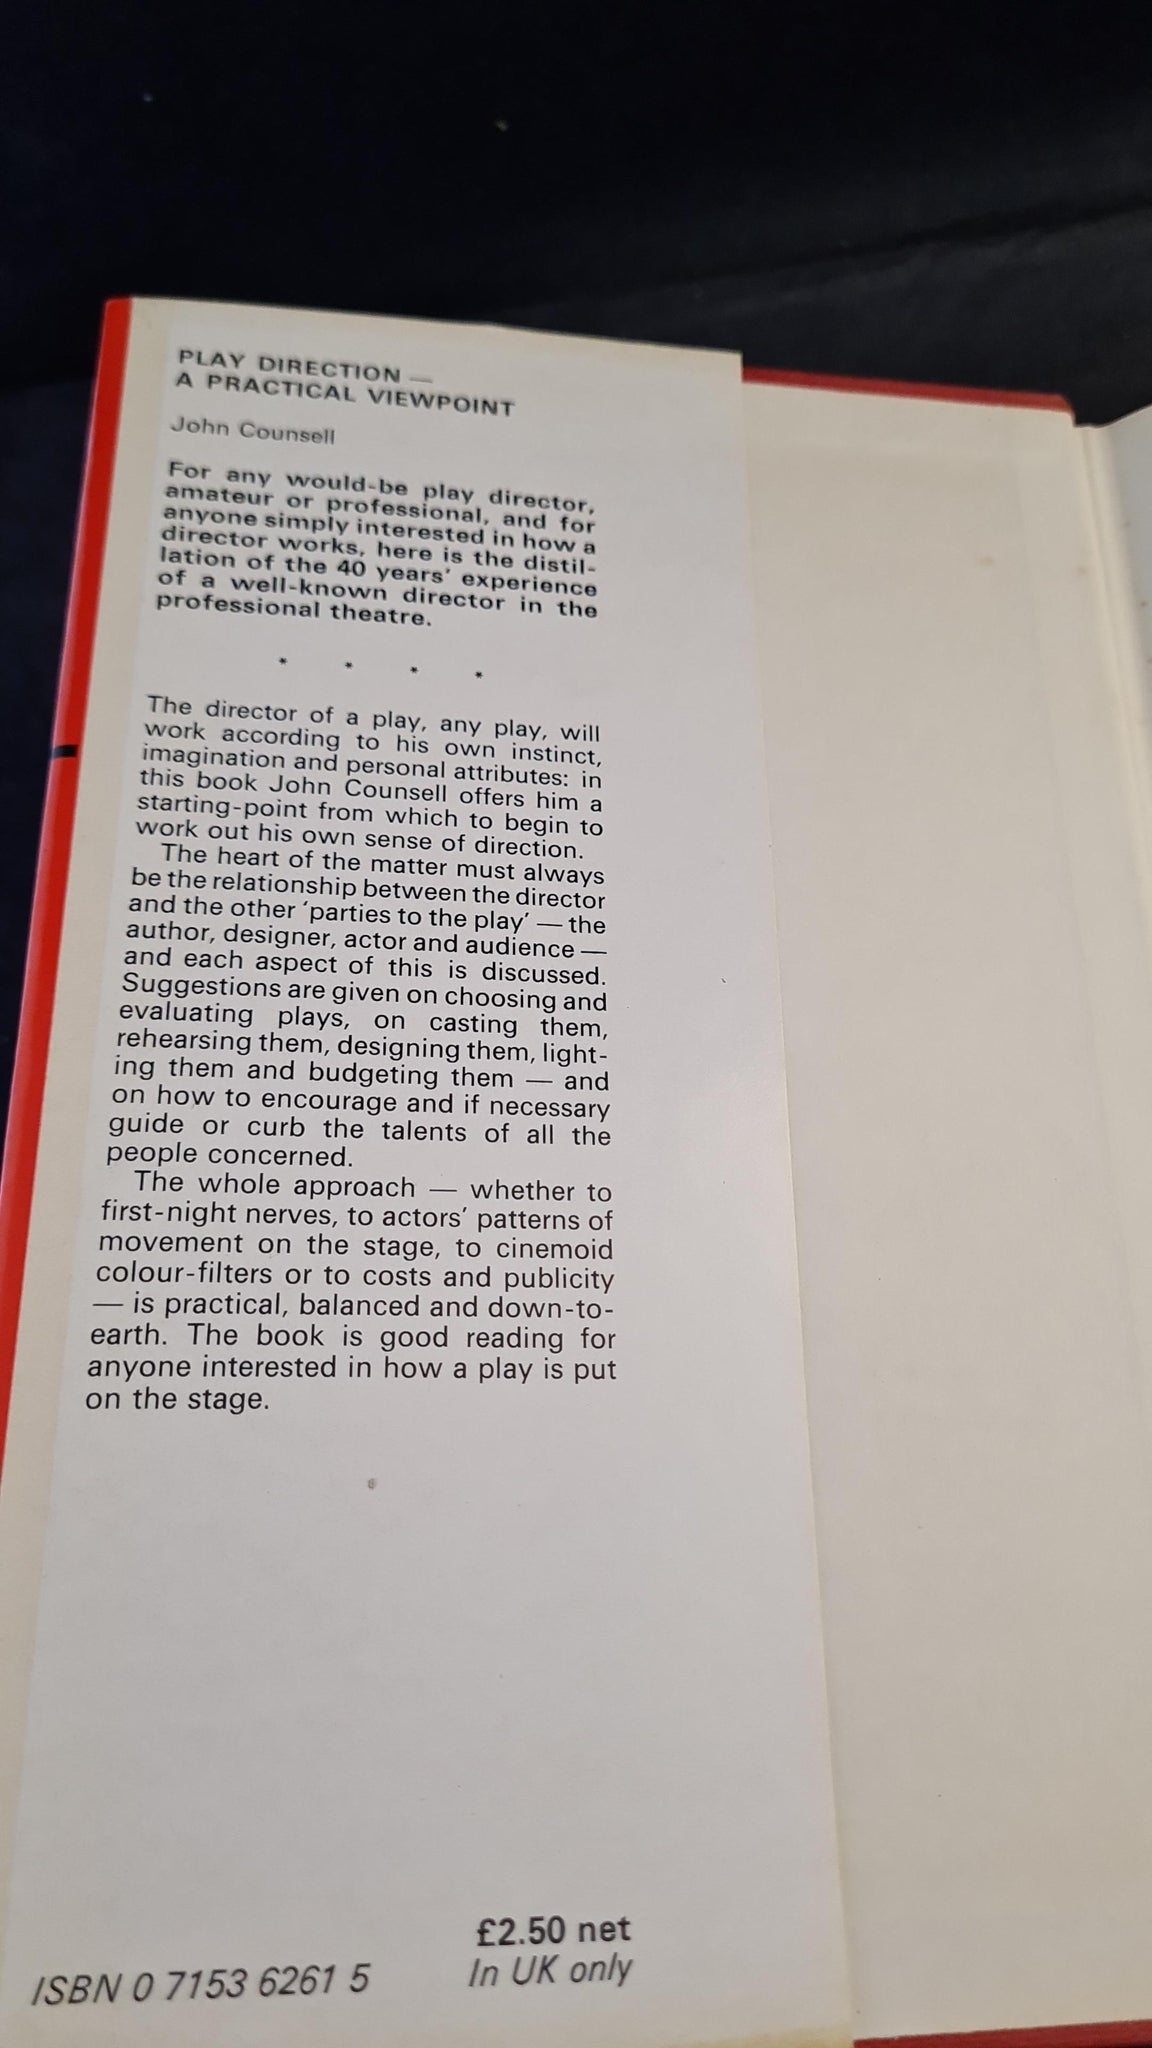 PLAY DIRECTION —
A PRACTICAL VIEWPOINT
John Counsell
For any would-be play director,
amateur or professional, and for
anyone simply interested in how a
director works, here is the distil-
lation of the 40 years' experience
of a well-known director in the
professional theatre.
* * * *
The director of a play, any play, will
work according to his own instinct,
imagination and personal attributes: in
this book John Counsell offers him a
starting-point from which to begin to
work out his own sense of direction.
The heart of the matter must always
be the relationship between the director
and the other 'parties to the play' — the
author, designer, actor and audience —
and each aspect of this is discussed.
Suggestions are given on choosing and
evaluating plays, on casting them,
rehearsing them, designing them, light-
ing them and budgeting them — and
on how to encourage and if necessary
guide or curb the talents of all the
people concerned.
The whole approach — whether to
first-night nerves, to actors' patterns of
movement on the stage, to cinemoid
colour-filters or to costs and publicity
— is practical, balanced and down-to-
earth. The book is good reading for
anyone interested in how a play is put
on the stage.
£2.50 net
In UK only
ISBN 0 7153 6261 5